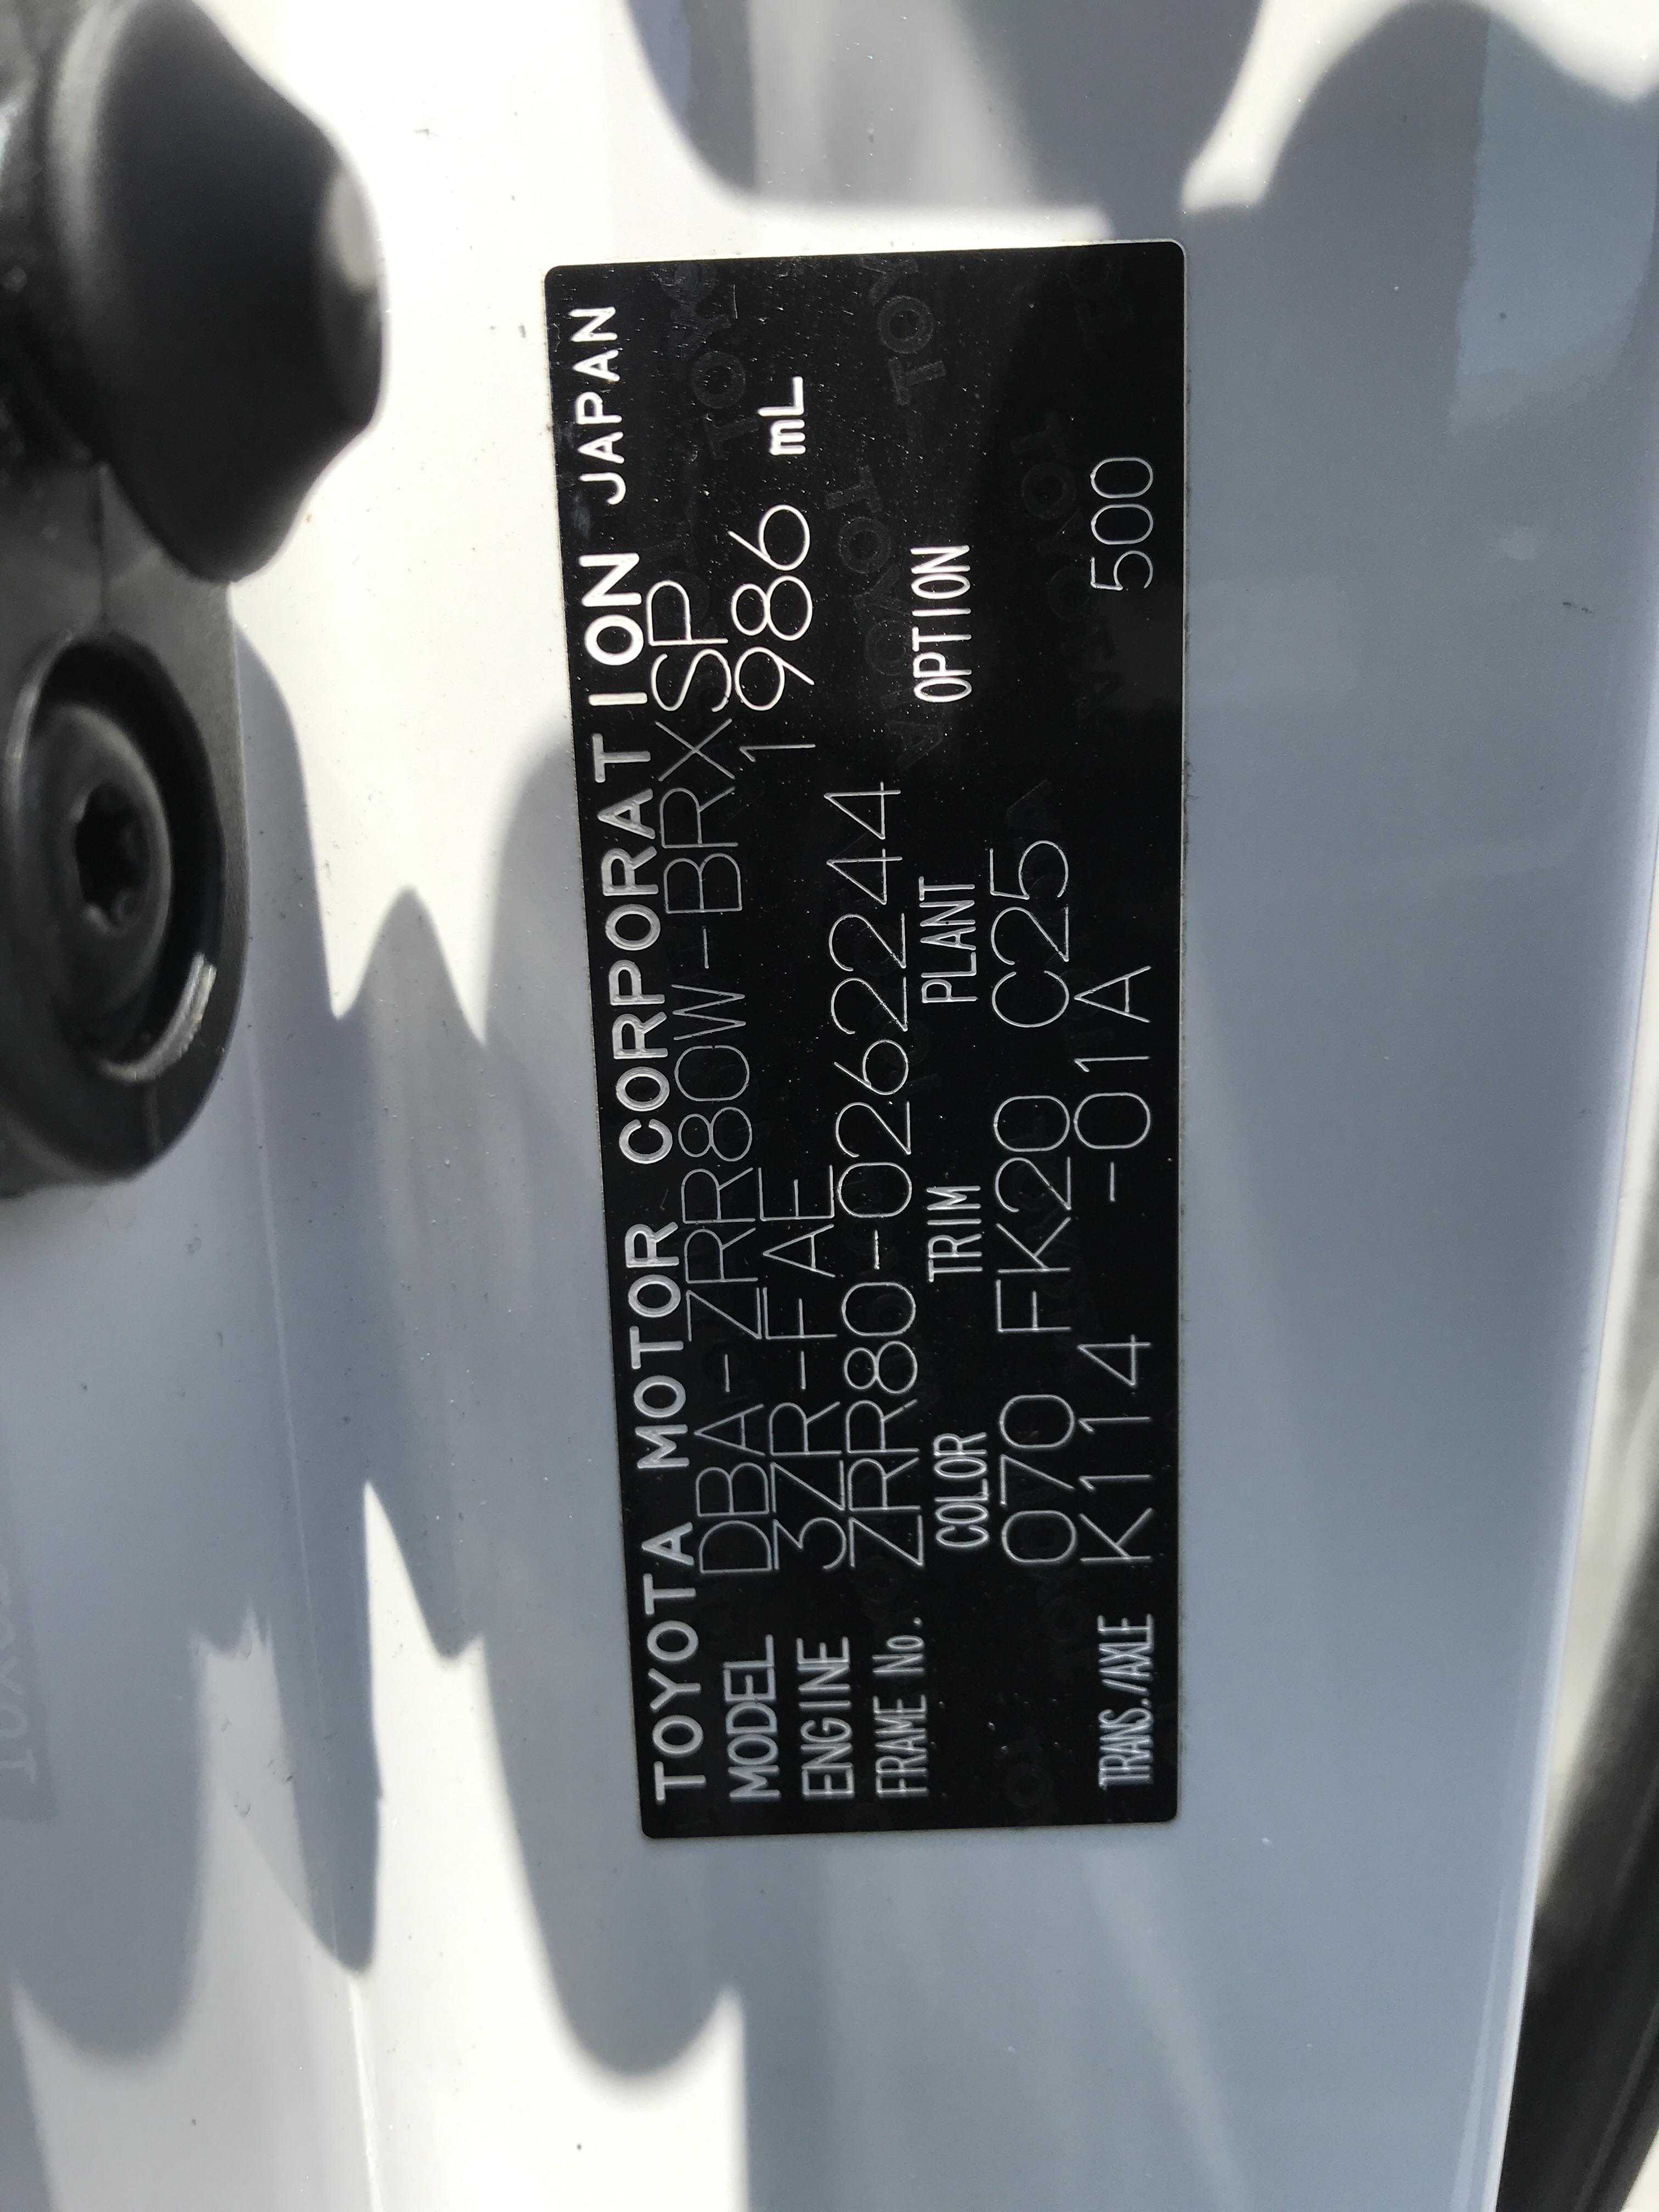 TOYOTA MOTOR CORPORATION JAPAN
MODEL DBA-ZRR80W-BRXSP
ENGINE 3ZR-FAE 1986 mL
FRAME No. ZRR80-0262244
COLOR TRIM PLANT OPTION
070 FK20 C25
TRANS./AXLE K114 -01A 500